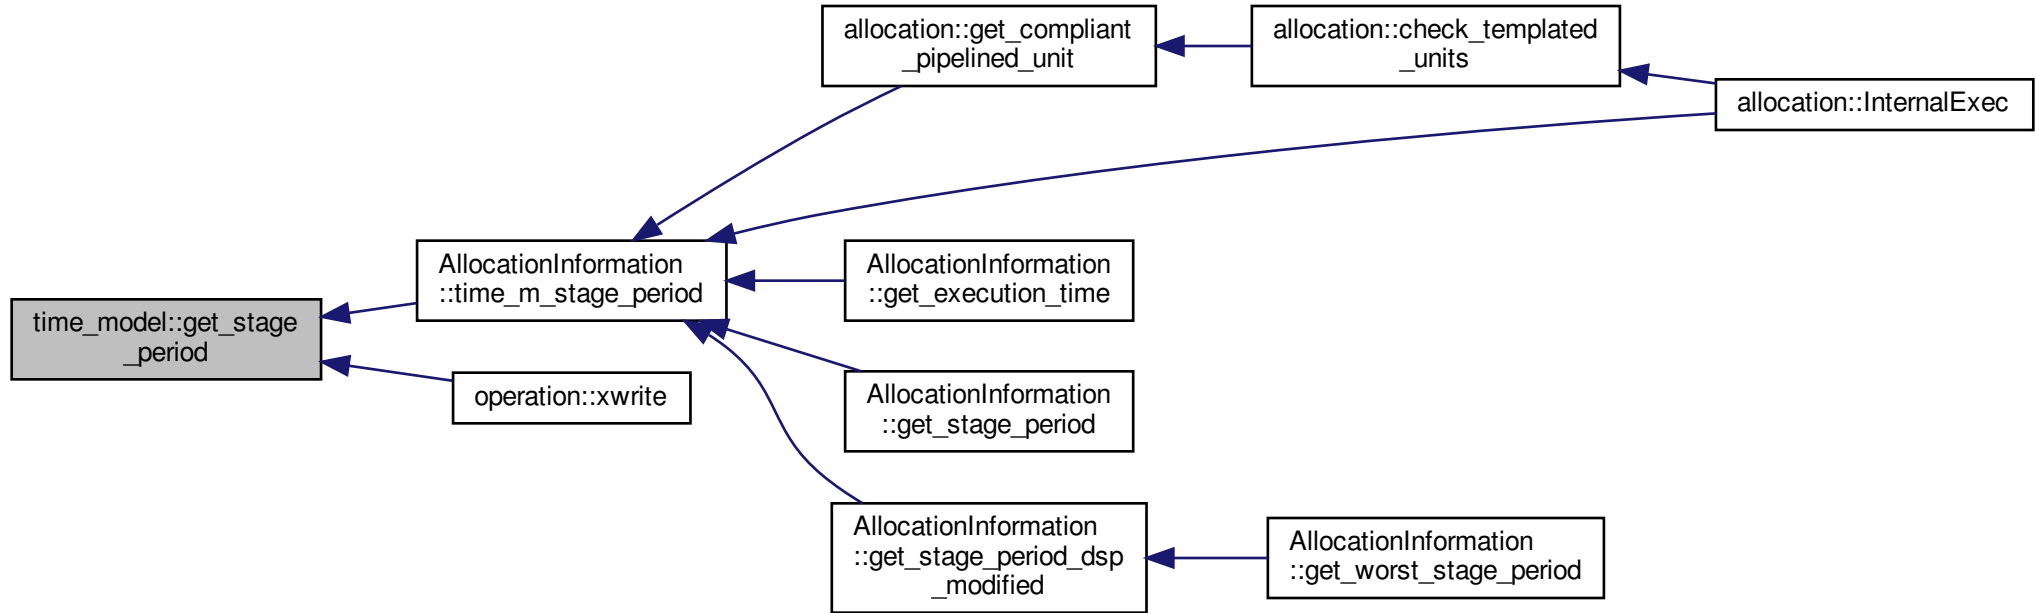 allocation::get_compliant
_pipelined_unit
allocation::check_templated
_units
allocation::InternalExec
AllocationInformation
::time_m_stage_period
AllocationInformation
::get_execution_time
time_model::get_stage
_period
operation::xwrite
AllocationInformation
::get_stage_period
AllocationInformation
::get_stage_period_dsp
_modified
AllocationInformation
::get_worst_stage_period